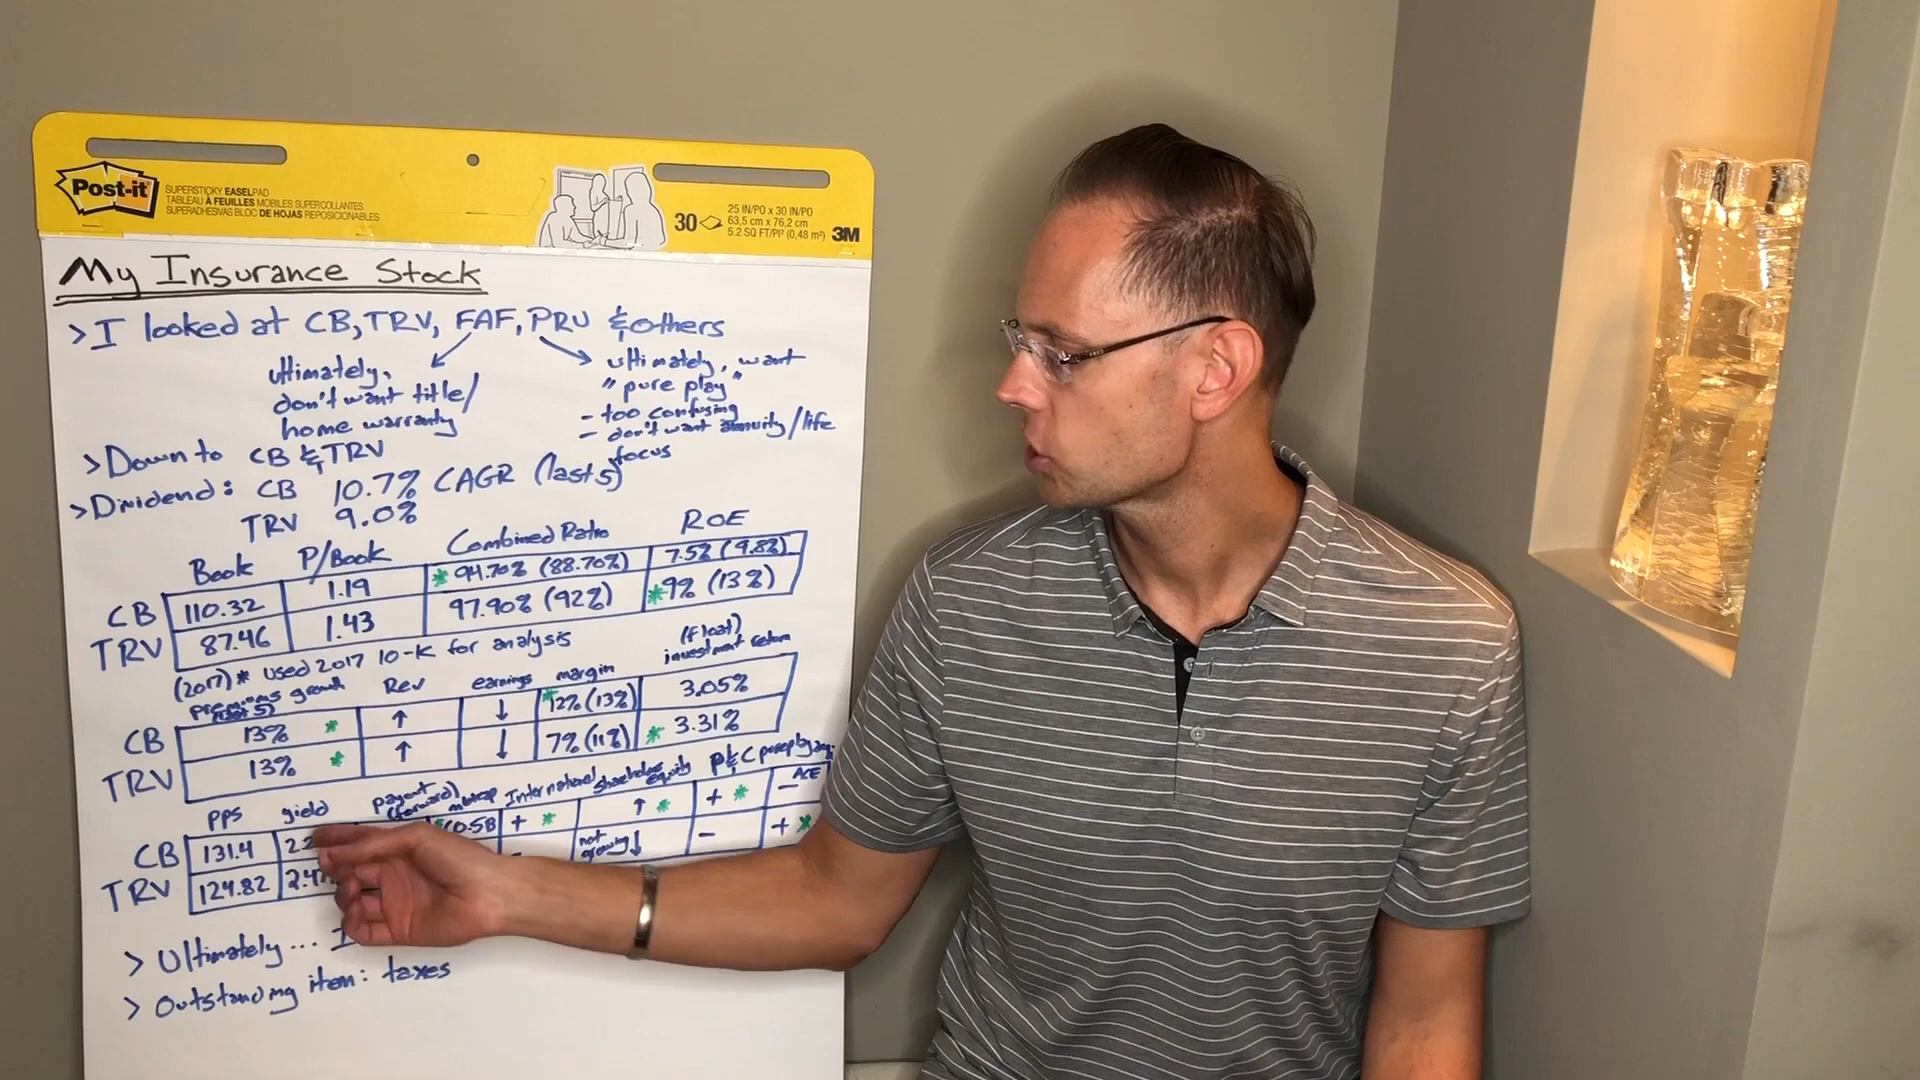 Post-it
SUPERSTICKY EASEL PAD
TABLEAU À FEUILLES MOBILES SUPERCOLLANTES
SUPERADHESIVAS BLOC DE HOJAS REPOSICIONABLES
30
25 IN/PO x 30 IN/PO
63,5 cm x 76,2 cm
5.2 SQ FT/PI² (0,48 m²)
3M
My Insurance Stock
> I looked at CB, TRV, FAF, PRU & others
ultimately,
don't want title/
home warranty
ultimately, want
"pure play"
- too confusing
- don't want annuity/life
focus
> Down to CB & TRV
> Dividend: CB 10.7% CAGR (last 5)
TRV 9.0%
Book P/Book Combined Ratio ROE
CB 110.32 1.19 * 94.70% (88.70%) 7.5% (9.8%)
TRV 87.46 1.43 97.90% (92%) * 9% (13%)
(2017) * used 2017 10-K for analysis
premiums growth Rev earnings margin (float) investment return
(last 5)
CB 13% * ↑ ↓ * 12% (13%) 3.05%
TRV 13% * ↑ ↓ 7% (11%) * 3.31%
pps yield payout (forward) International shareholders equity P&C
ACE
CB 131.4 + * ↑ * + * -
TRV 124.82 not growing ↓ - + *
> Ultimately... I
> Outstanding item: taxes